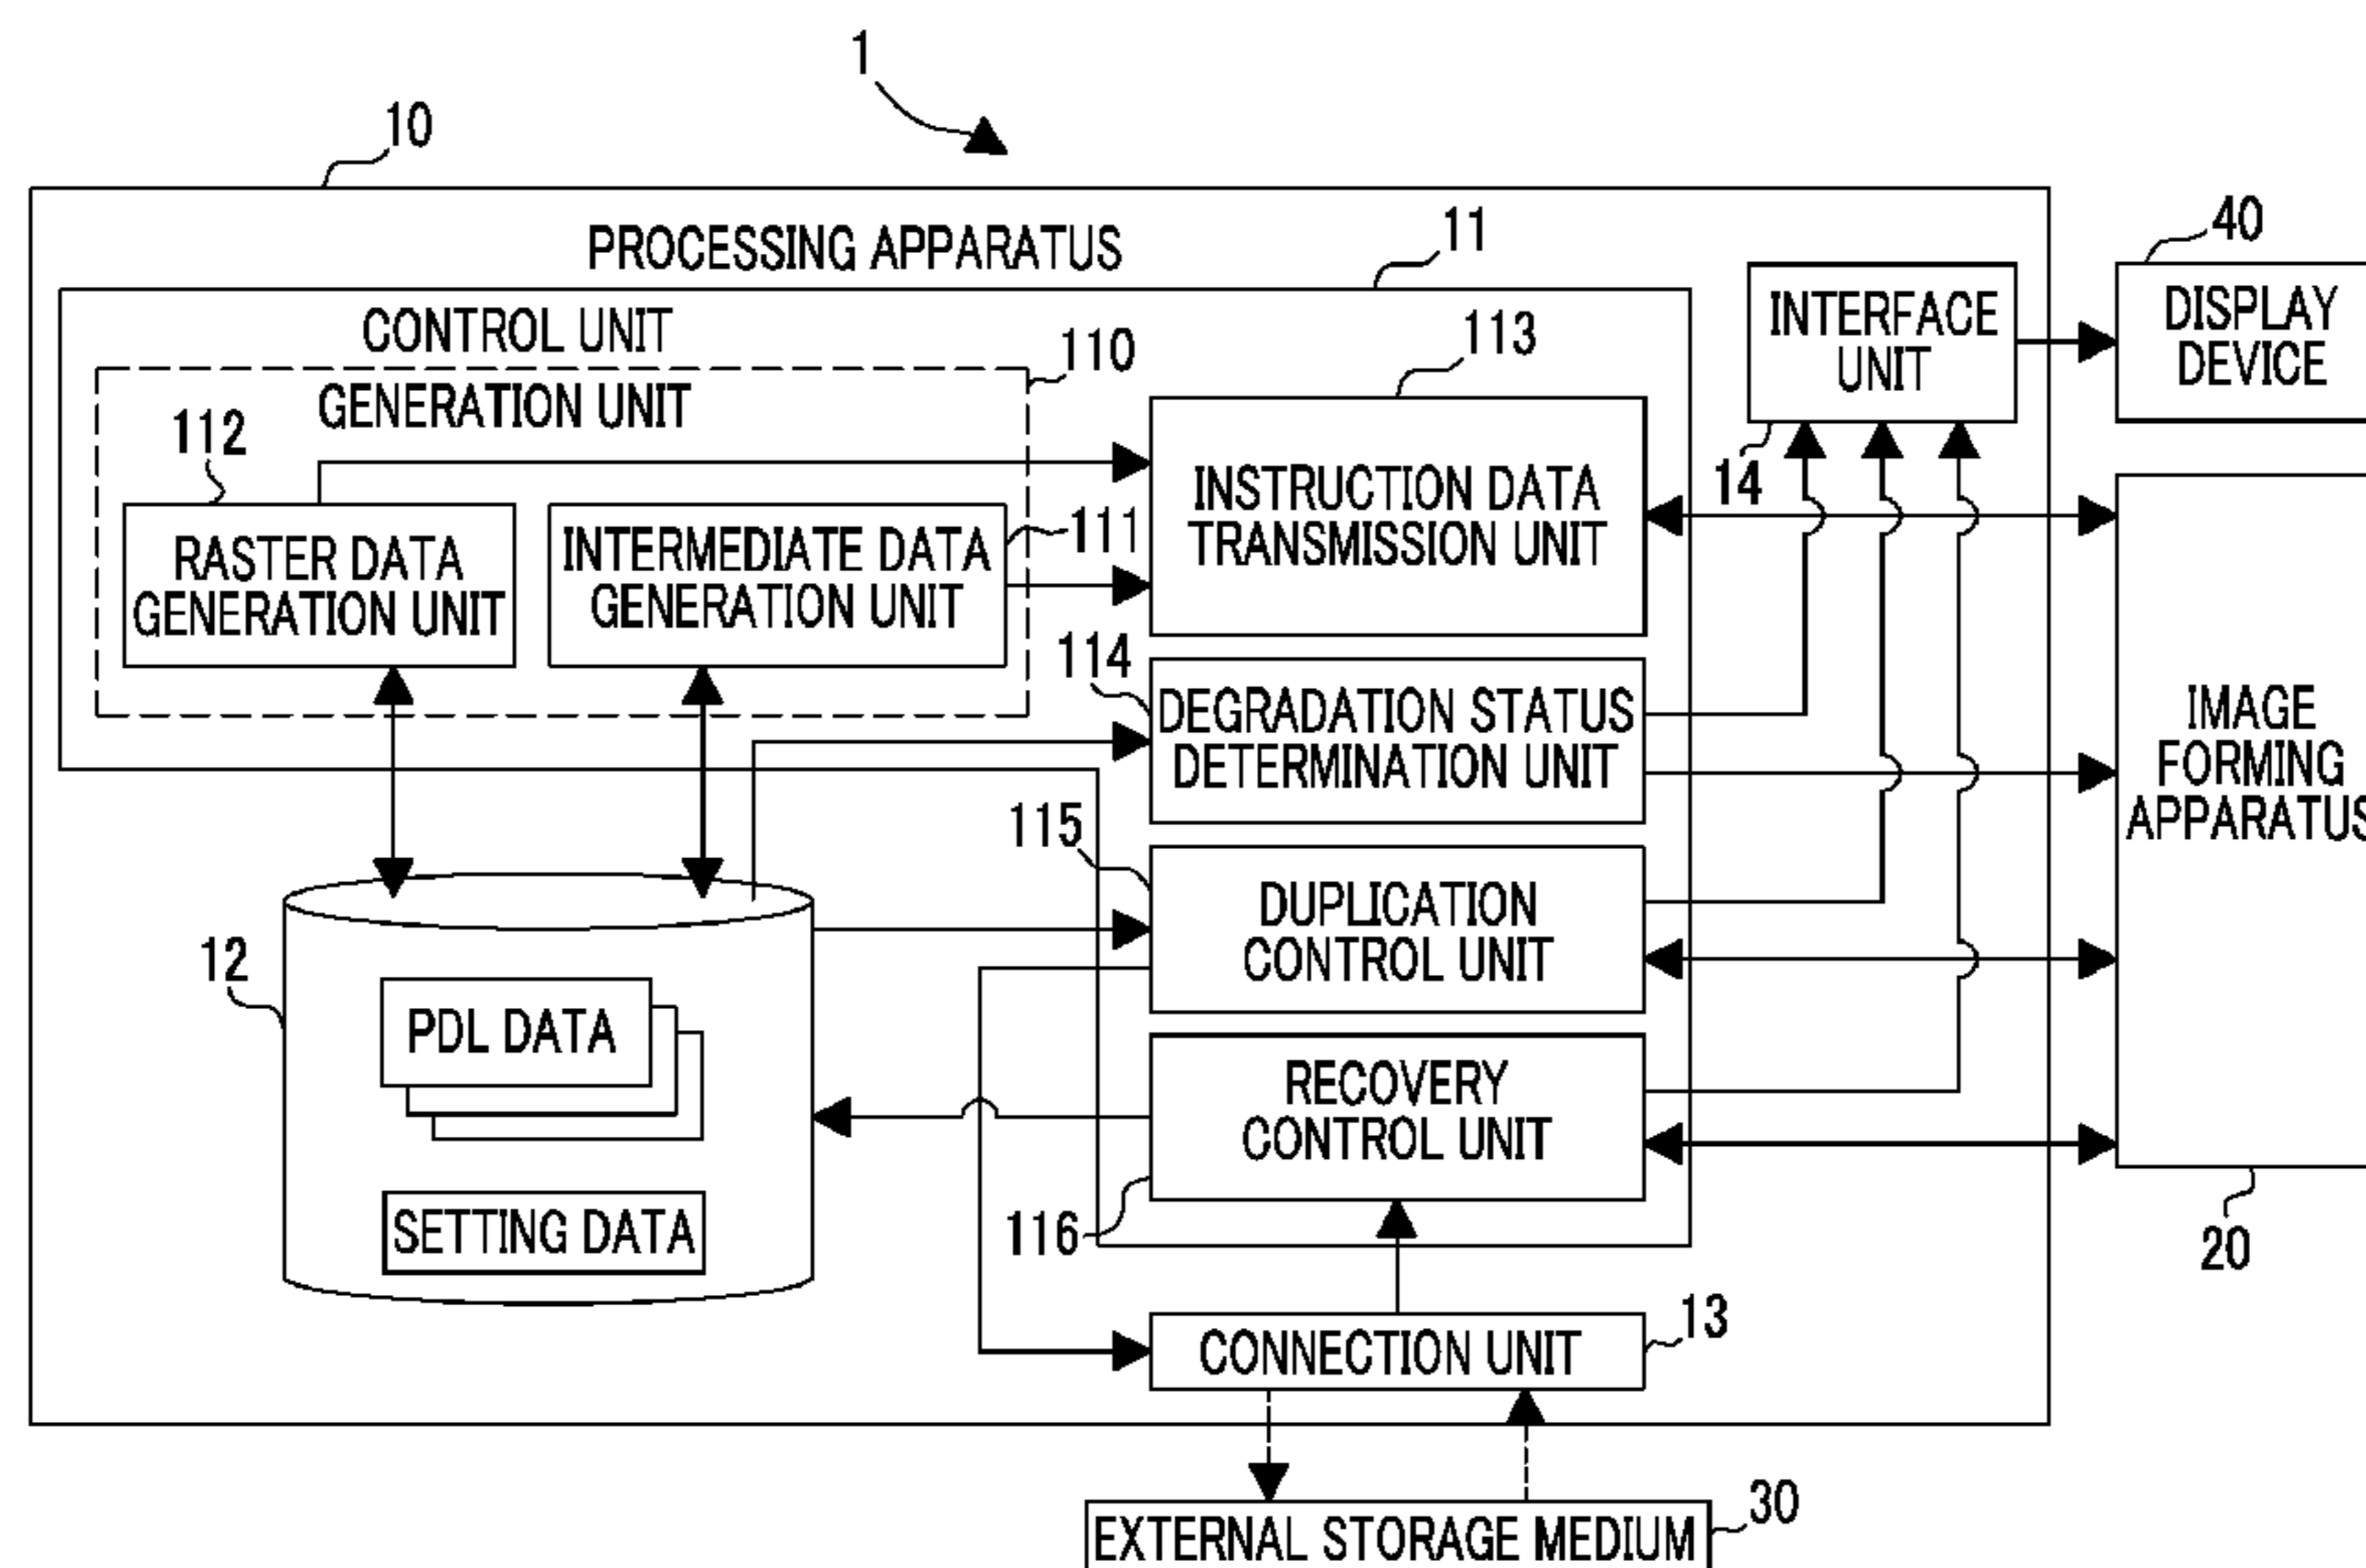 1
10
PROCESSING APPARATUS
11
40
CONTROL UNIT
113
INTERFACE
UNIT
DISPLAY
DEVICE
110
GENERATION UNIT
112
14
INSTRUCTION DATA
TRANSMISSION UNIT
RASTER DATA
GENERATION UNIT
INTERMEDIATE DATA
GENERATION UNIT
111
114
DEGRADATION STATUS
DETERMINATION UNIT
IMAGE
FORMING
APPARATUS
115
DUPLICATION
CONTROL UNIT
12
PDL DATA
RECOVERY
CONTROL UNIT
SETTING DATA
116
20
13
CONNECTION UNIT
30
EXTERNAL STORAGE MEDIUM